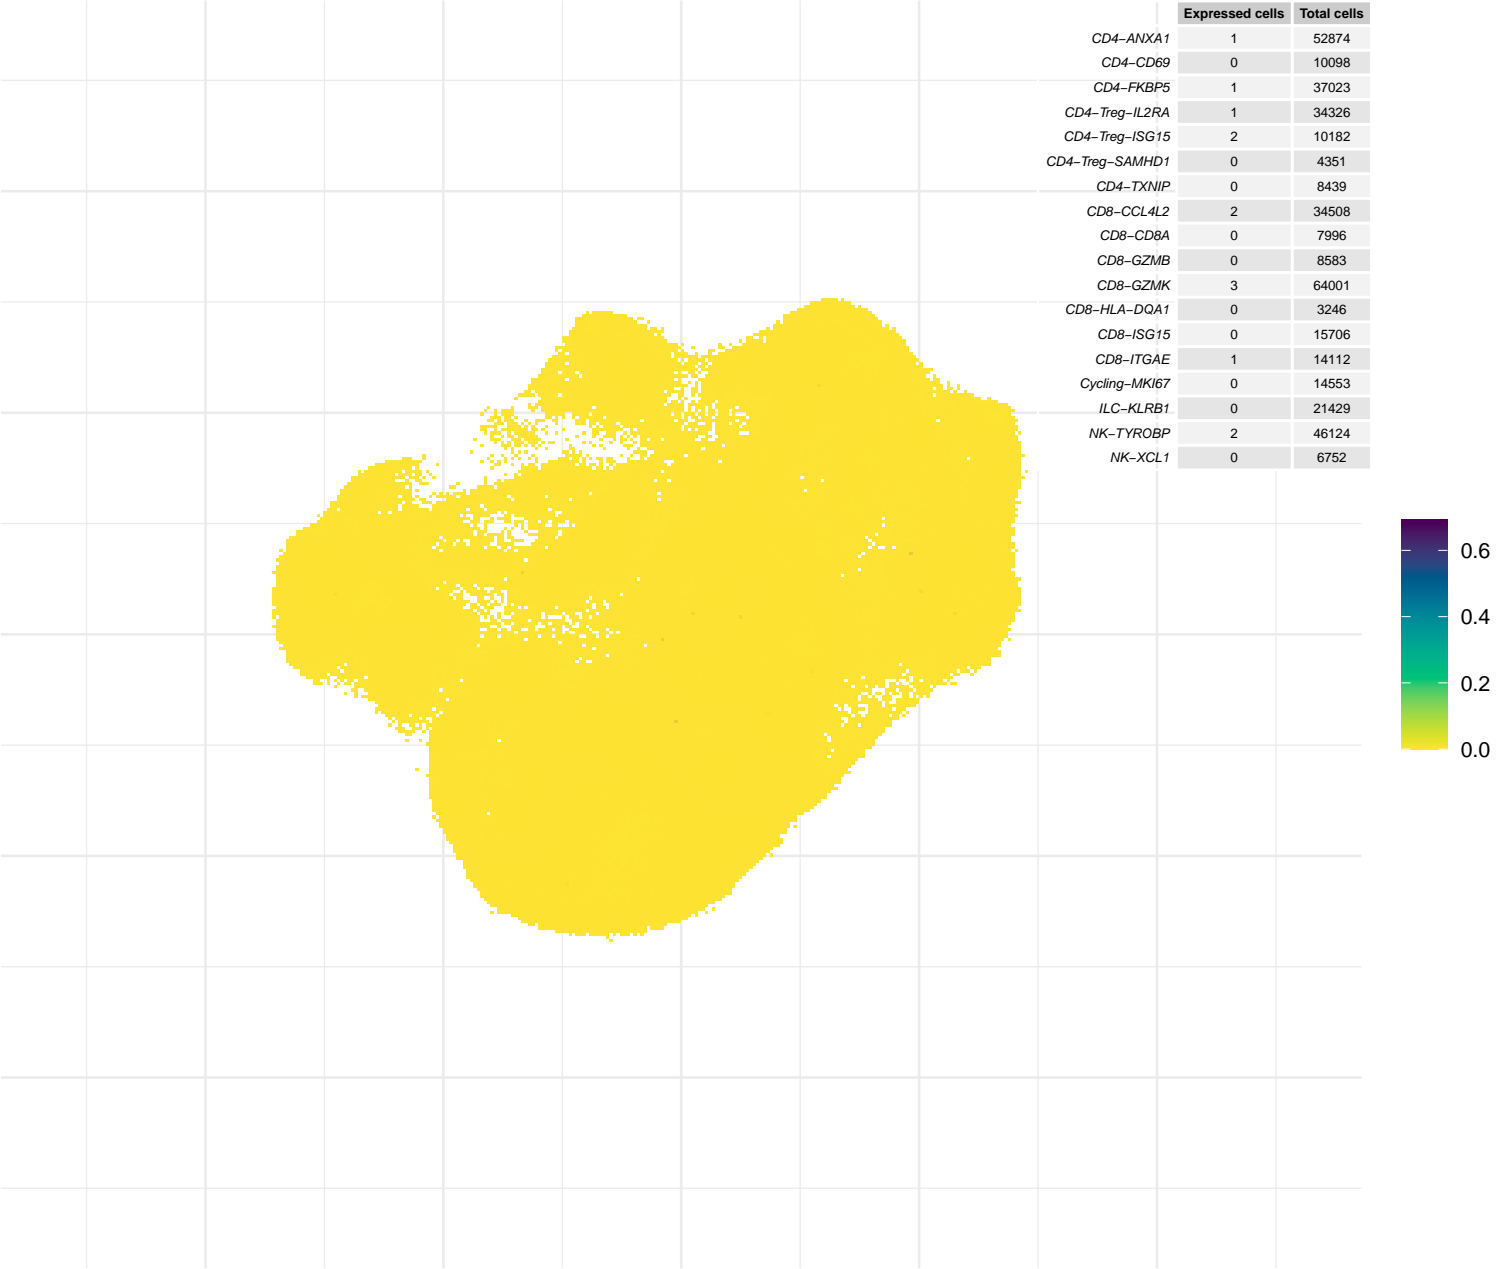 Expressed cells Total cells
CD4−ANXA1 1 52874
CD4−CD69 0 10098
CD4−FKBP5 1 37023
CD4−Treg−IL2RA 1 34326
CD4−Treg−ISG15 2 10182
CD4−Treg−SAMHD1 0 4351
CD4−TXNIP 0 8439
CD8−CCL4L2 2 34508
CD8−CD8A 0 7996
CD8−GZMB 0 8583
CD8−GZMK 3 64001
CD8−HLA−DQA1 0 3246
CD8−ISG15 0 15706
CD8−ITGAE 1 14112
Cycling−MKI67 0 14553
ILC−KLRB1 0 21429
NK−TYROBP 2 46124
NK−XCL1 0 6752
0.6
0.4
0.2
0.0